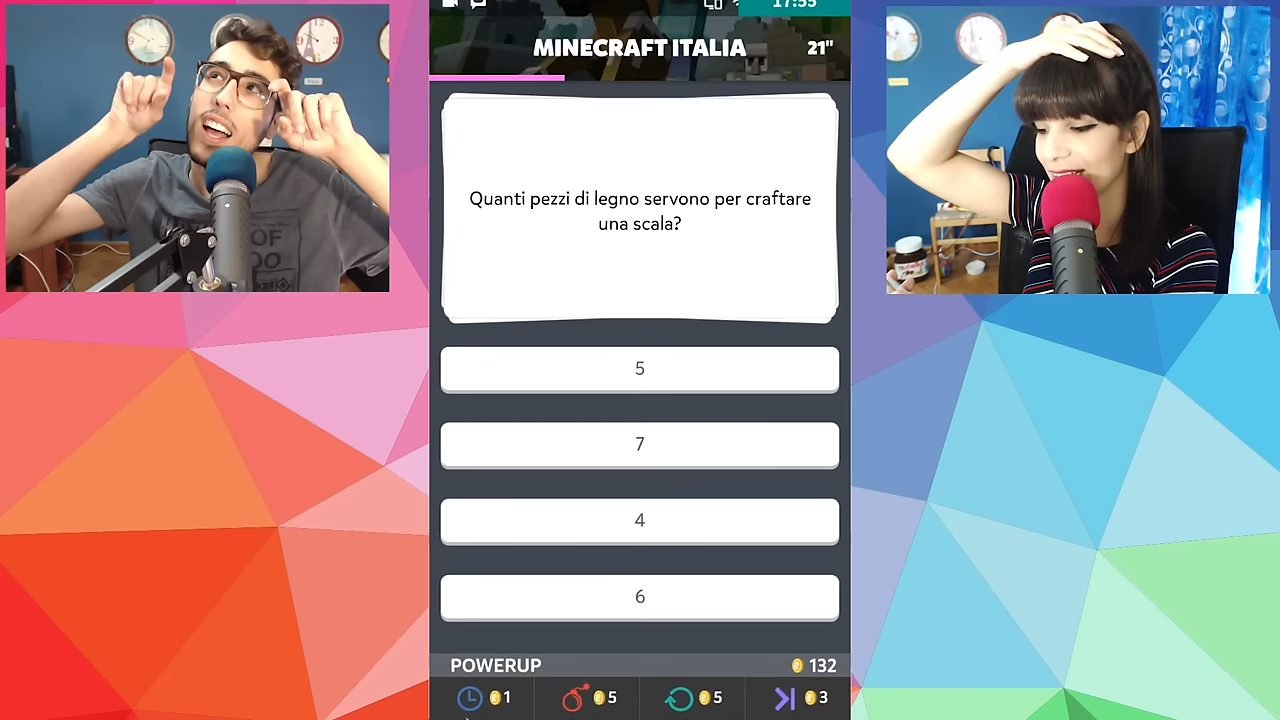 17:55
MINECRAFT ITALIA
21"
Quanti pezzi di legno servono per craftare
una scala?
5
7
4
6
POWERUP
132
1
5
5
3
OF